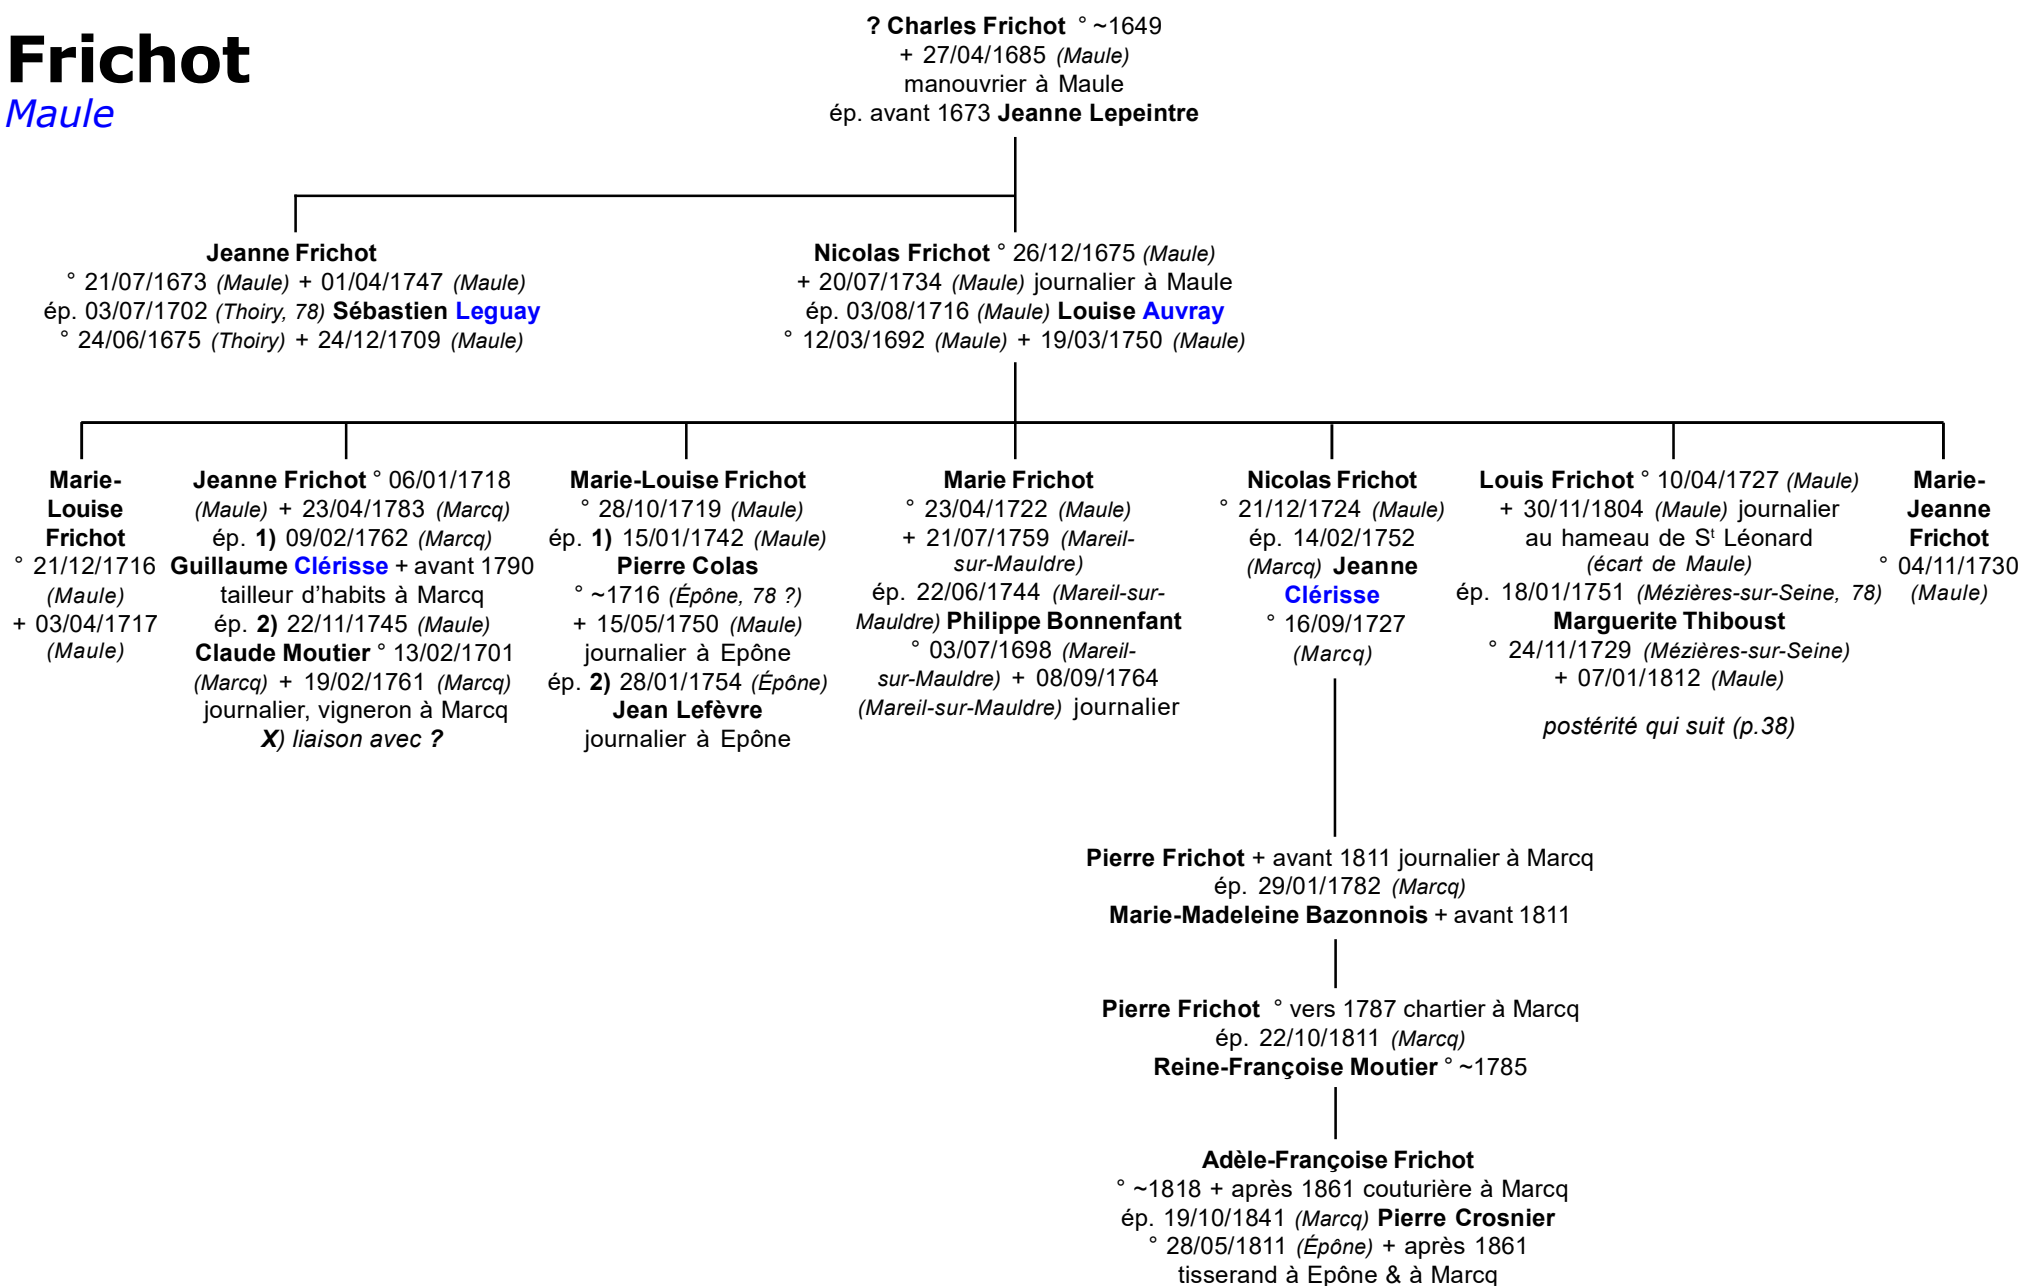 Frichot
Maule
? Charles Frichot ° ~1649
+ 27/04/1685 (Maule)
manouvrier à Maule
ép. avant 1673 Jeanne Lepeintre
Jeanne Frichot
° 21/07/1673 (Maule) + 01/04/1747 (Maule)
ép. 03/07/1702 (Thoiry, 78) Sébastien Leguay
° 24/06/1675 (Thoiry) + 24/12/1709 (Maule)
Nicolas Frichot ° 26/12/1675 (Maule)
+ 20/07/1734 (Maule) journalier à Maule
ép. 03/08/1716 (Maule) Louise Auvray
° 12/03/1692 (Maule) + 19/03/1750 (Maule)
Marie-
Louise
Frichot
° 21/12/1716
(Maule)
+ 03/04/1717
(Maule)
Jeanne Frichot ° 06/01/1718
(Maule) + 23/04/1783 (Marcq)
ép. 1) 09/02/1762 (Marcq)
Guillaume Clérisse + avant 1790
tailleur d'habits à Marcq
ép. 2) 22/11/1745 (Maule)
Claude Moutier ° 13/02/1701
(Marcq) + 19/02/1761 (Marcq)
journalier, vigneron à Marcq
X) liaison avec ?
Marie-Louise Frichot
° 28/10/1719 (Maule)
ép. 1) 15/01/1742 (Maule)
Pierre Colas
° ~1716 (Épône, 78 ?)
+ 15/05/1750 (Maule)
journalier à Epône
ép. 2) 28/01/1754 (Épône)
Jean Lefèvre
journalier à Epône
Marie Frichot
° 23/04/1722 (Maule)
+ 21/07/1759 (Mareil-
sur-Mauldre)
ép. 22/06/1744 (Mareil-sur-
Mauldre) Philippe Bonnenfant
° 03/07/1698 (Mareil-
sur-Mauldre) + 08/09/1764
(Mareil-sur-Mauldre) journalier
Nicolas Frichot
° 21/12/1724 (Maule)
ép. 14/02/1752
(Marcq) Jeanne
Clérisse
° 16/09/1727
(Marcq)
Louis Frichot ° 10/04/1727 (Maule)
+ 30/11/1804 (Maule) journalier
au hameau de St Léonard
(écart de Maule)
ép. 18/01/1751 (Mézières-sur-Seine, 78)
Marguerite Thiboust
° 24/11/1729 (Mézières-sur-Seine)
+ 07/01/1812 (Maule)
postérité qui suit (p.38)
Marie-
Jeanne
Frichot
° 04/11/1730
(Maule)
Pierre Frichot + avant 1811 journalier à Marcq
ép. 29/01/1782 (Marcq)
Marie-Madeleine Bazonnois + avant 1811
Pierre Frichot ° vers 1787 chartier à Marcq
ép. 22/10/1811 (Marcq)
Reine-Françoise Moutier ° ~1785
Adèle-Françoise Frichot
° ~1818 + après 1861 couturière à Marcq
ép. 19/10/1841 (Marcq) Pierre Crosnier
° 28/05/1811 (Épône) + après 1861
tisserand à Epône & à Marcq